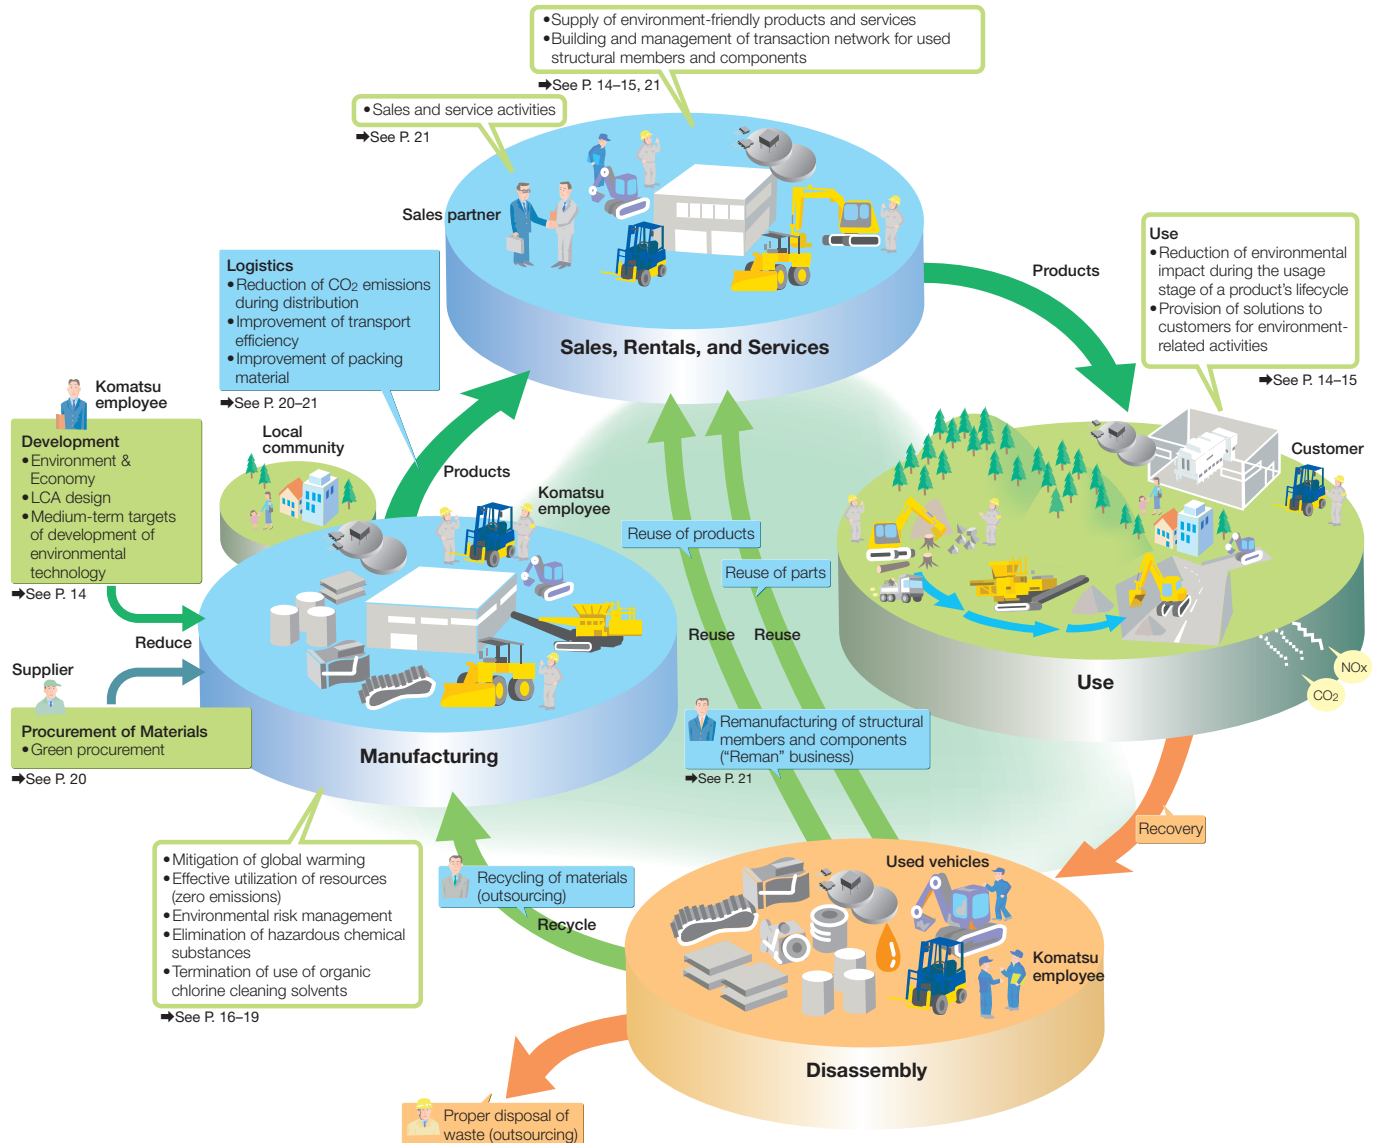 •Supply of environment-friendly products and services
•Building and management of transaction network for used
structural members and components
➡See P. 14–15, 21
•Sales and service activities
➡See P. 21
Sales partner
Sales, Rentals, and Services
Logistics
•Reduction of CO2 emissions
during distribution
•Improvement of transport
efficiency
•Improvement of packing
material
➡See P. 20–21
Products
Use
•Reduction of environmental
impact during the usage
stage of a product's lifecycle
•Provision of solutions to
customers for environment-
related activities
➡See P. 14–15
Komatsu
employee
Development
•Environment &
Economy
•LCA design
•Medium-term targets
of development of
environmental
technology
➡See P. 14
Reduce
Local
community
Products
Komatsu
employee
Customer
Reuse of products
Reuse of parts
Reuse
Reuse
Supplier
Procurement of Materials
•Green procurement
➡See P. 20
Manufacturing
Use
NOx
CO2
Remanufacturing of structural
members and components
("Reman" business)
➡See P. 21
Recovery
•Mitigation of global warming
•Effective utilization of resources
(zero emissions)
•Environmental risk management
•Elimination of hazardous chemical
substances
•Termination of use of organic
chlorine cleaning solvents
➡See P. 16–19
Recycling of materials
(outsourcing)
Recycle
Used vehicles
Komatsu
employee
Disassembly
Proper disposal of
waste (outsourcing)